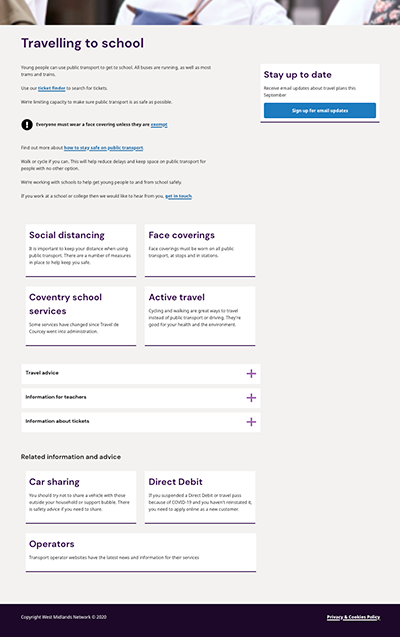 Travelling to school
Young people can use public transport to get to school. All buses are running, as well as most
trams and trains.
Use our ticket finder to search for tickets.
We're limiting capacity to make sure public transport is as safe as possible.
Everyone must wear a face covering unless they are exempt
Find out more about how to stay safe on public transport.
Walk or cycle if you can. This will help reduce delays and keep space on public transport for
people with no other option.
We're working with schools to help get young people to and from school safely.
If you work at a school or college then we would like to hear from you, get in touch.
Stay up to date
Receive email updates about travel plans this
September
Sign up for email updates
Social distancing
It is important to keep your distance when using
public transport. There are a number of measures
in place to help keep you safe.
Face coverings
Face coverings must be worn on all public
transport, at stops and in stations.
Coventry school
services
Some services have changed since Travel de
Courcey went into administration.
Active travel
Cycling and walking are great ways to travel
instead of public transport or driving. They're
good for your health and the environment.
Travel advice
Information for teachers
Information about tickets
Related information and advice
Car sharing
You should try not to share a vehicle with those
outside your household or support bubble. There
is safety advice if you need to share.
Direct Debit
If you suspended a Direct Debit or travel pass
because of COVID-19 and you haven't reinstated it,
you need to apply online as a new customer.
Operators
Transport operator websites have the latest news and information for their services
Copyright West Midlands Network © 2020
Privacy & Cookies Policy